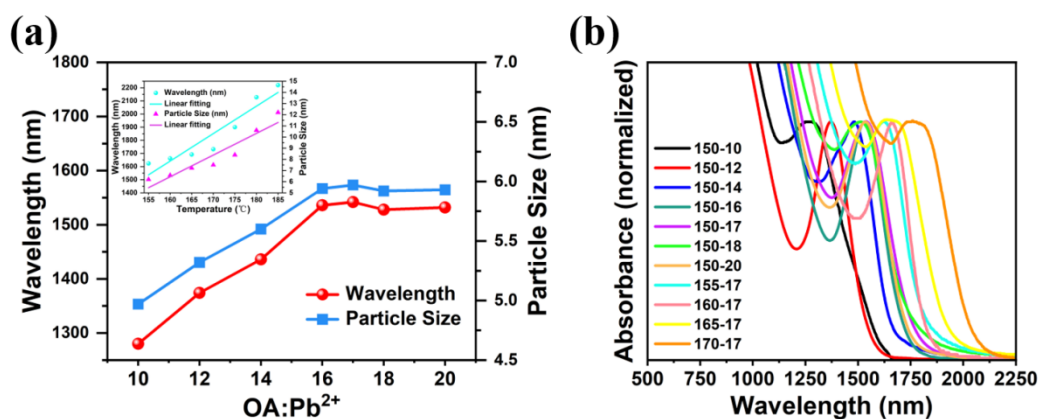 (a)
1800
1700
1600
1500
1400
1300
Wavelength (nm)
7.0
6.5
6.0
5.5
5.0
4.5
Particle Size (nm)
10 12 14 16 18 20
OA:Pb²⁺
Wavelength
Particle Size
2200
2100
2000
1900
1800
1700
1600
1500
1400
Wavelength (nm)
Wavelength (nm)
Linear fitting
Particle Size (nm)
Linear fitting
15
14
13
12
11
10
9
8
7
6
5
Particle Size (nm)
155 160 165 170 175 180 185
Temperature (℃)
(b)
Absorbance (normalized)
150-10
150-12
150-14
150-16
150-17
150-18
150-20
155-17
160-17
165-17
170-17
500 750 1000 1250 1500 1750 2000 2250
Wavelength (nm)